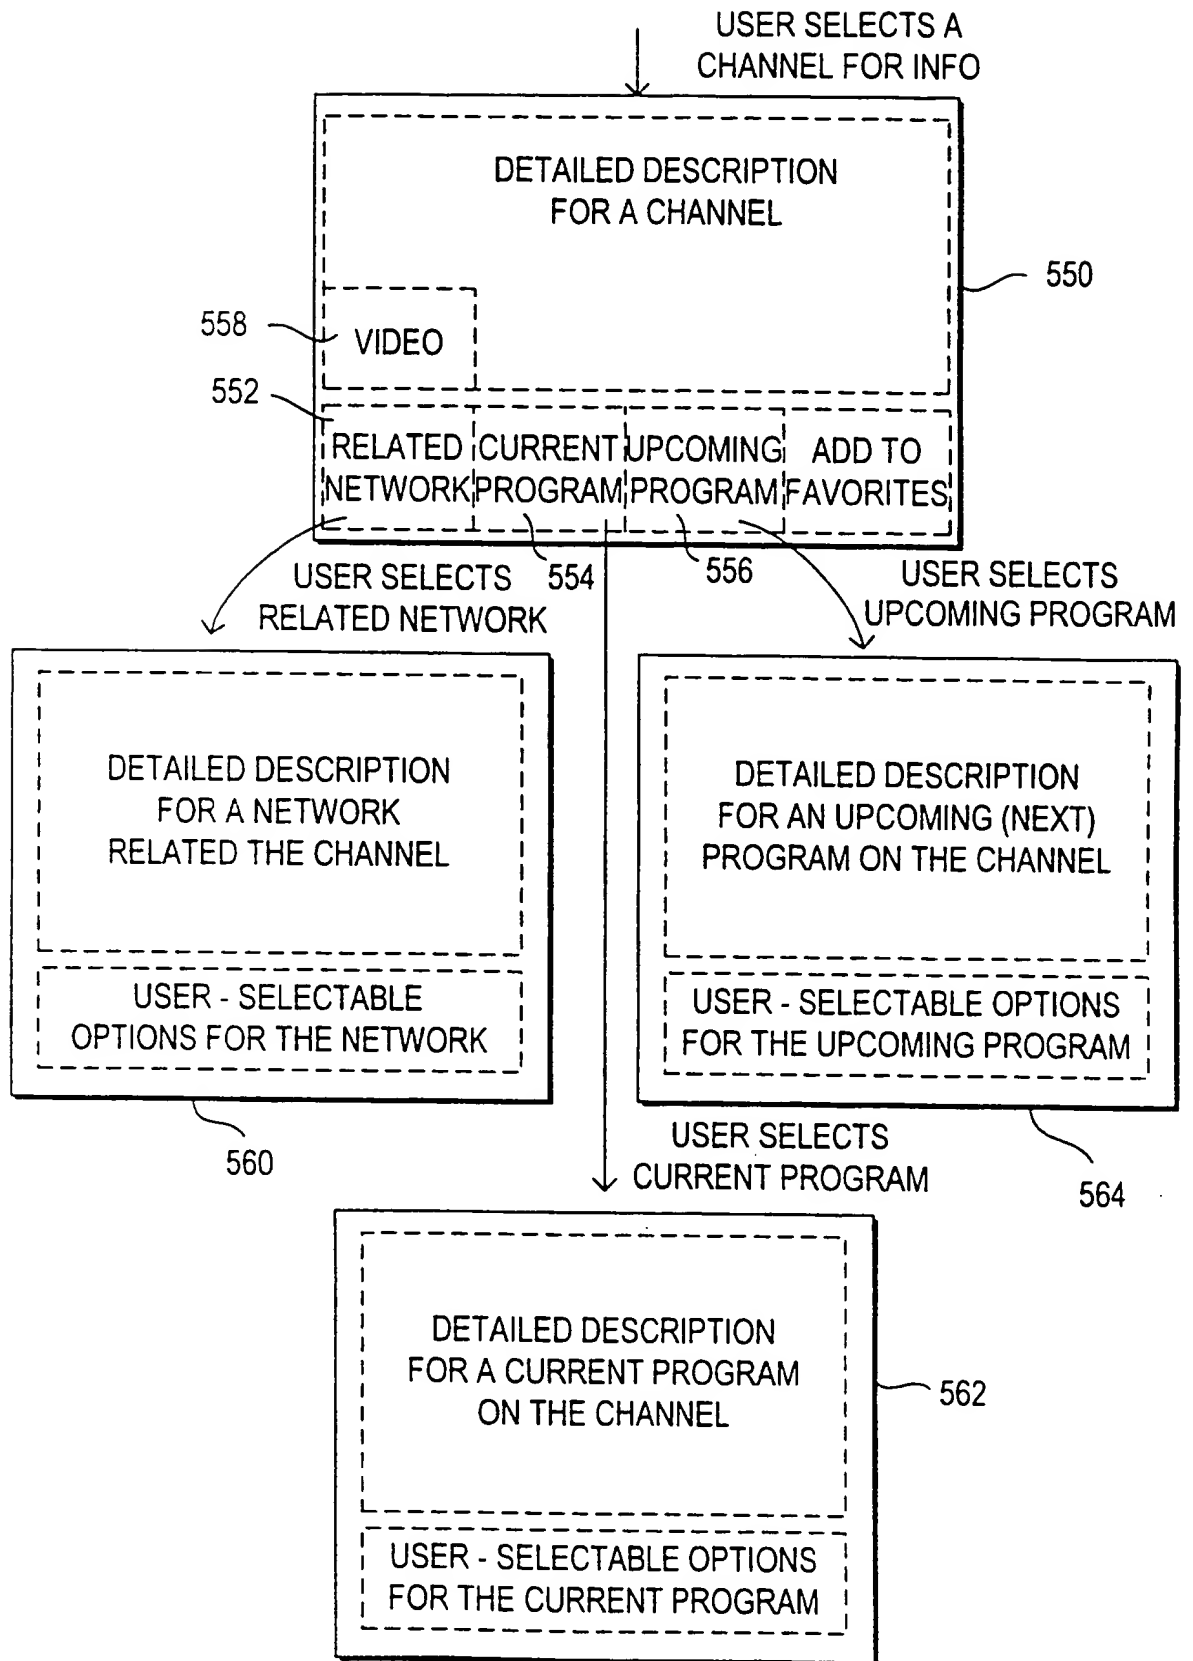 USER SELECTS A
CHANNEL FOR INFO
DETAILED DESCRIPTION
FOR A CHANNEL
550
558
VIDEO
552
RELATED
NETWORK
CURRENT
PROGRAM
UPCOMING
PROGRAM
ADD TO
FAVORITES
554
556
USER SELECTS
RELATED NETWORK
USER SELECTS
UPCOMING PROGRAM
DETAILED DESCRIPTION
FOR A NETWORK
RELATED THE CHANNEL
USER - SELECTABLE
OPTIONS FOR THE NETWORK
560
DETAILED DESCRIPTION
FOR AN UPCOMING (NEXT)
PROGRAM ON THE CHANNEL
USER - SELECTABLE OPTIONS
FOR THE UPCOMING PROGRAM
564
USER SELECTS
CURRENT PROGRAM
DETAILED DESCRIPTION
FOR A CURRENT PROGRAM
ON THE CHANNEL
562
USER - SELECTABLE OPTIONS
FOR THE CURRENT PROGRAM